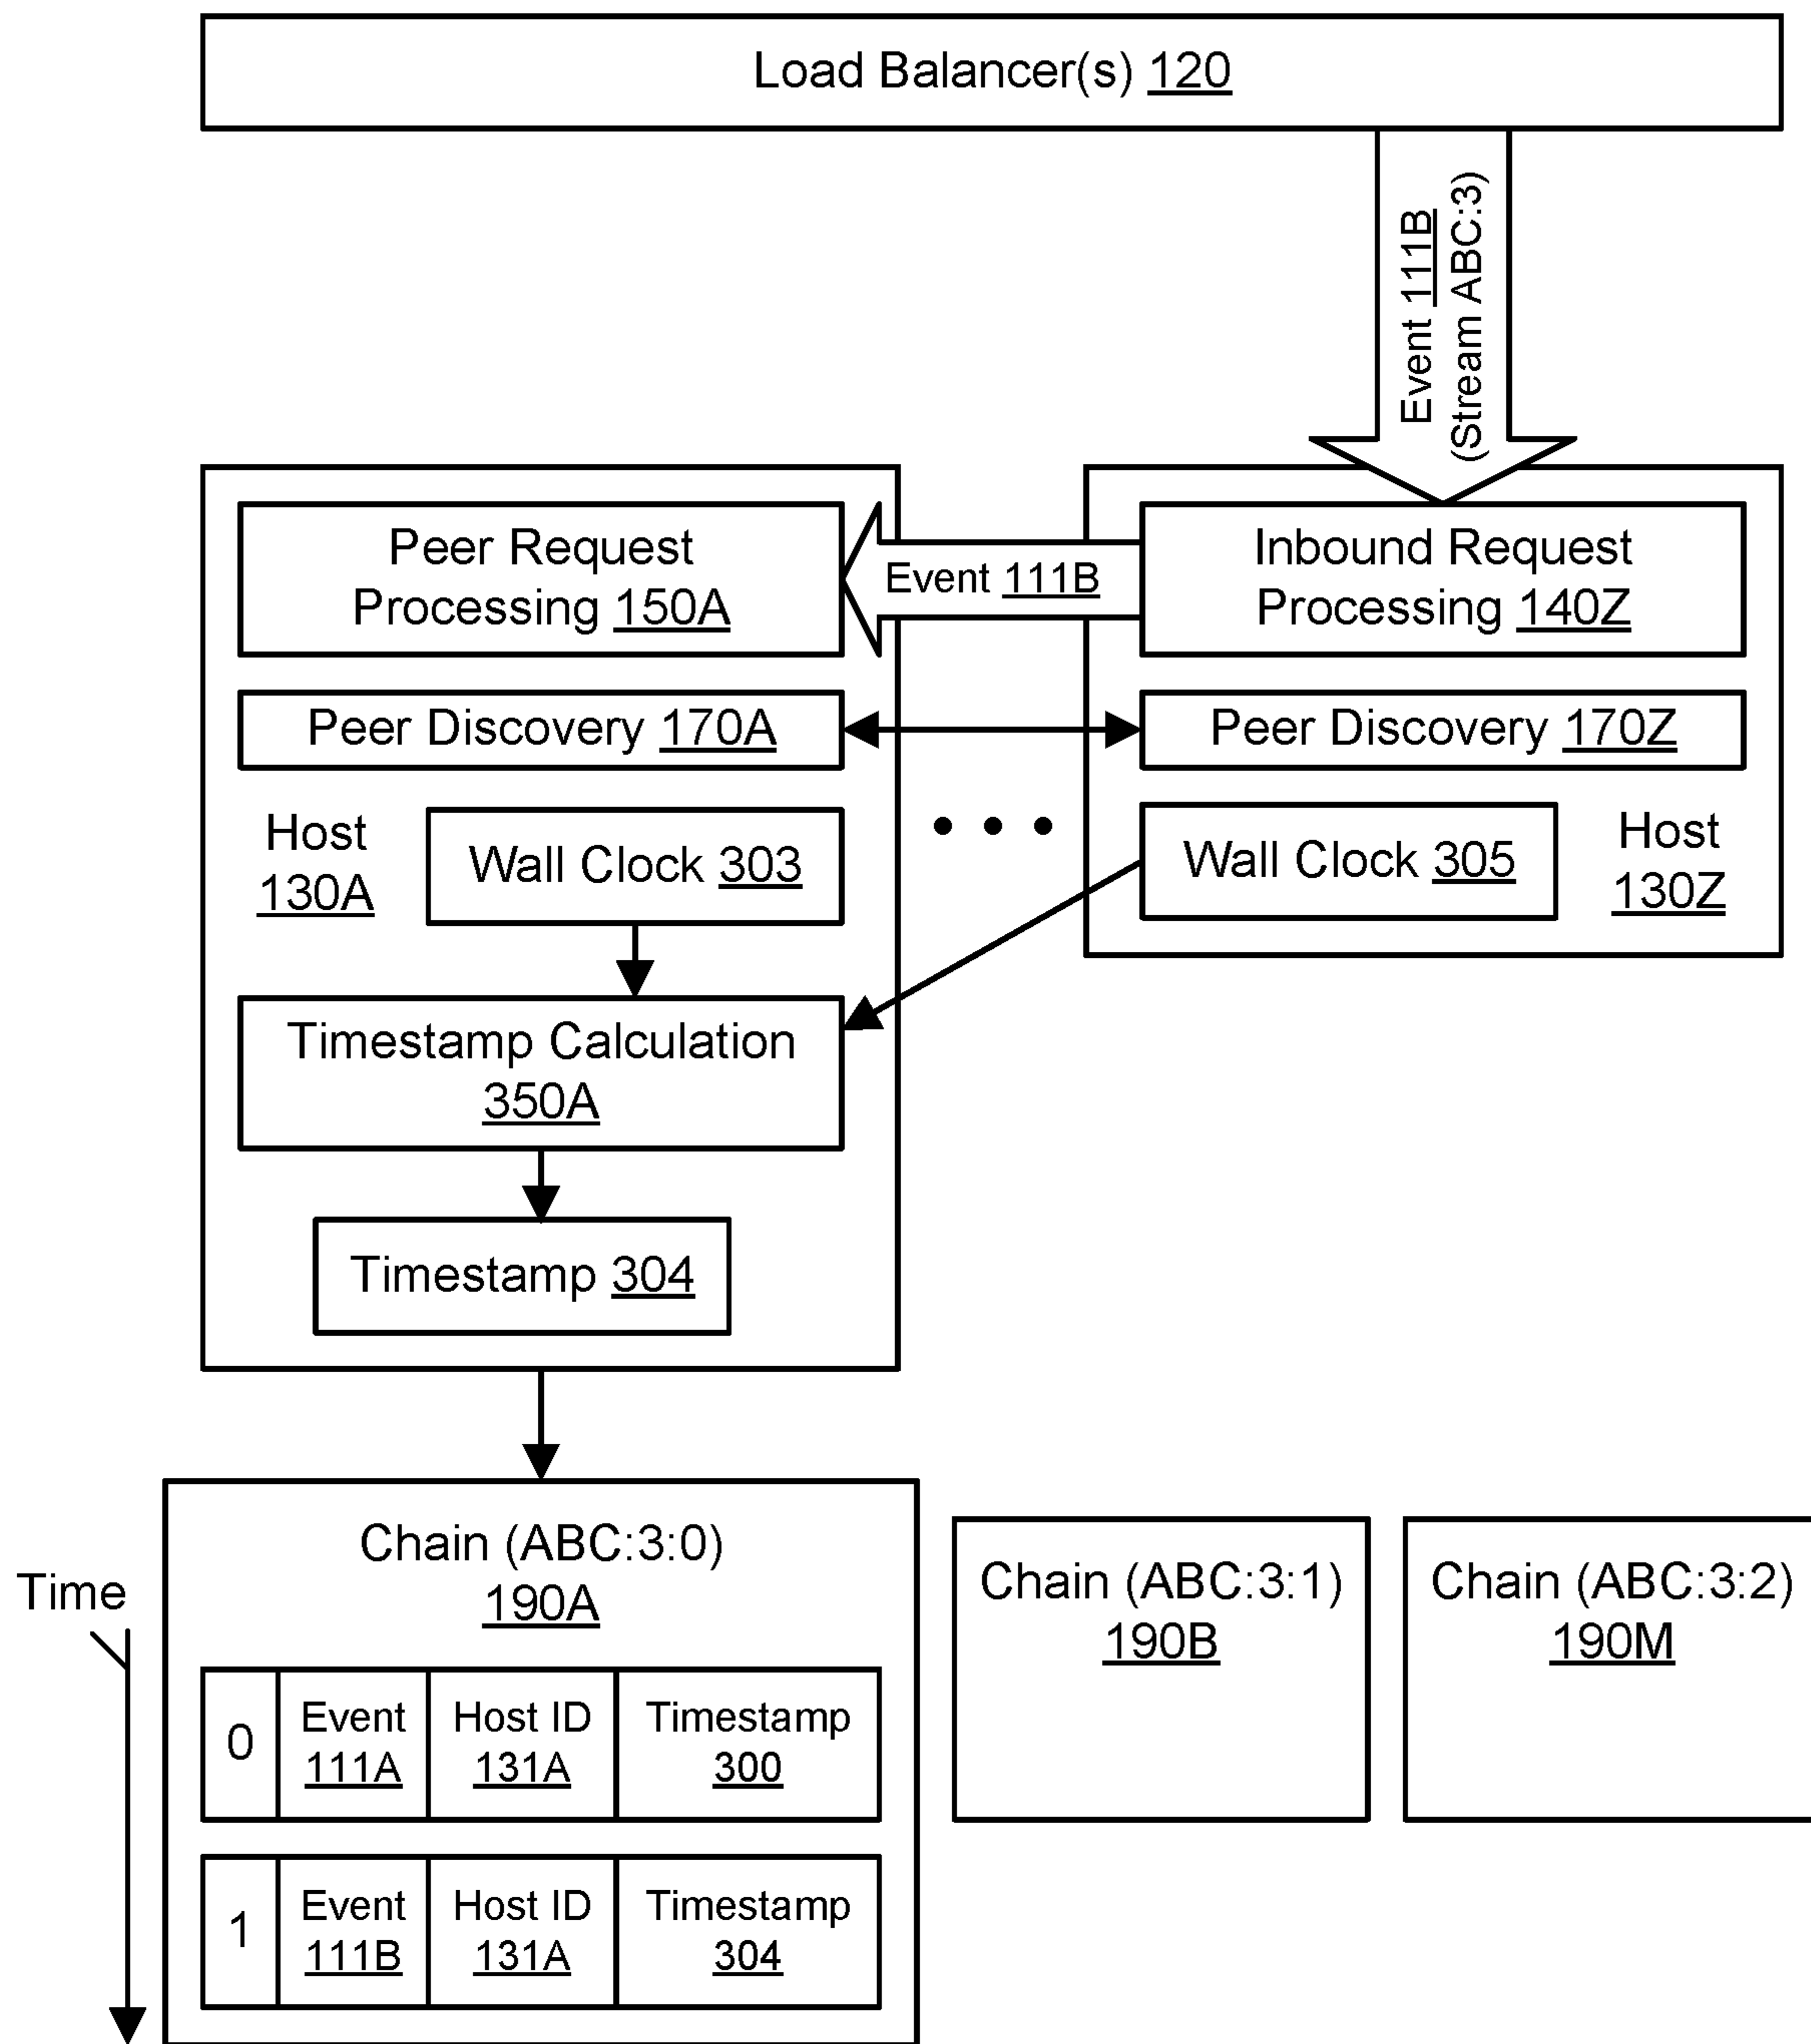 Load Balancer(s) 120
Event 111B
(Stream ABC:3)
Peer Request
Processing 150A
Event 111B
Inbound Request
Processing 140Z
Peer Discovery 170A
Peer Discovery 170Z
Host
130A
Wall Clock 303
Wall Clock 305
Host
130Z
Timestamp Calculation
350A
Timestamp 304
Time
Chain (ABC:3:0)
190A
0
Event
111A
Host ID
131A
Timestamp
300
1
Event
111B
Host ID
131A
Timestamp
304
Chain (ABC:3:1)
190B
Chain (ABC:3:2)
190M